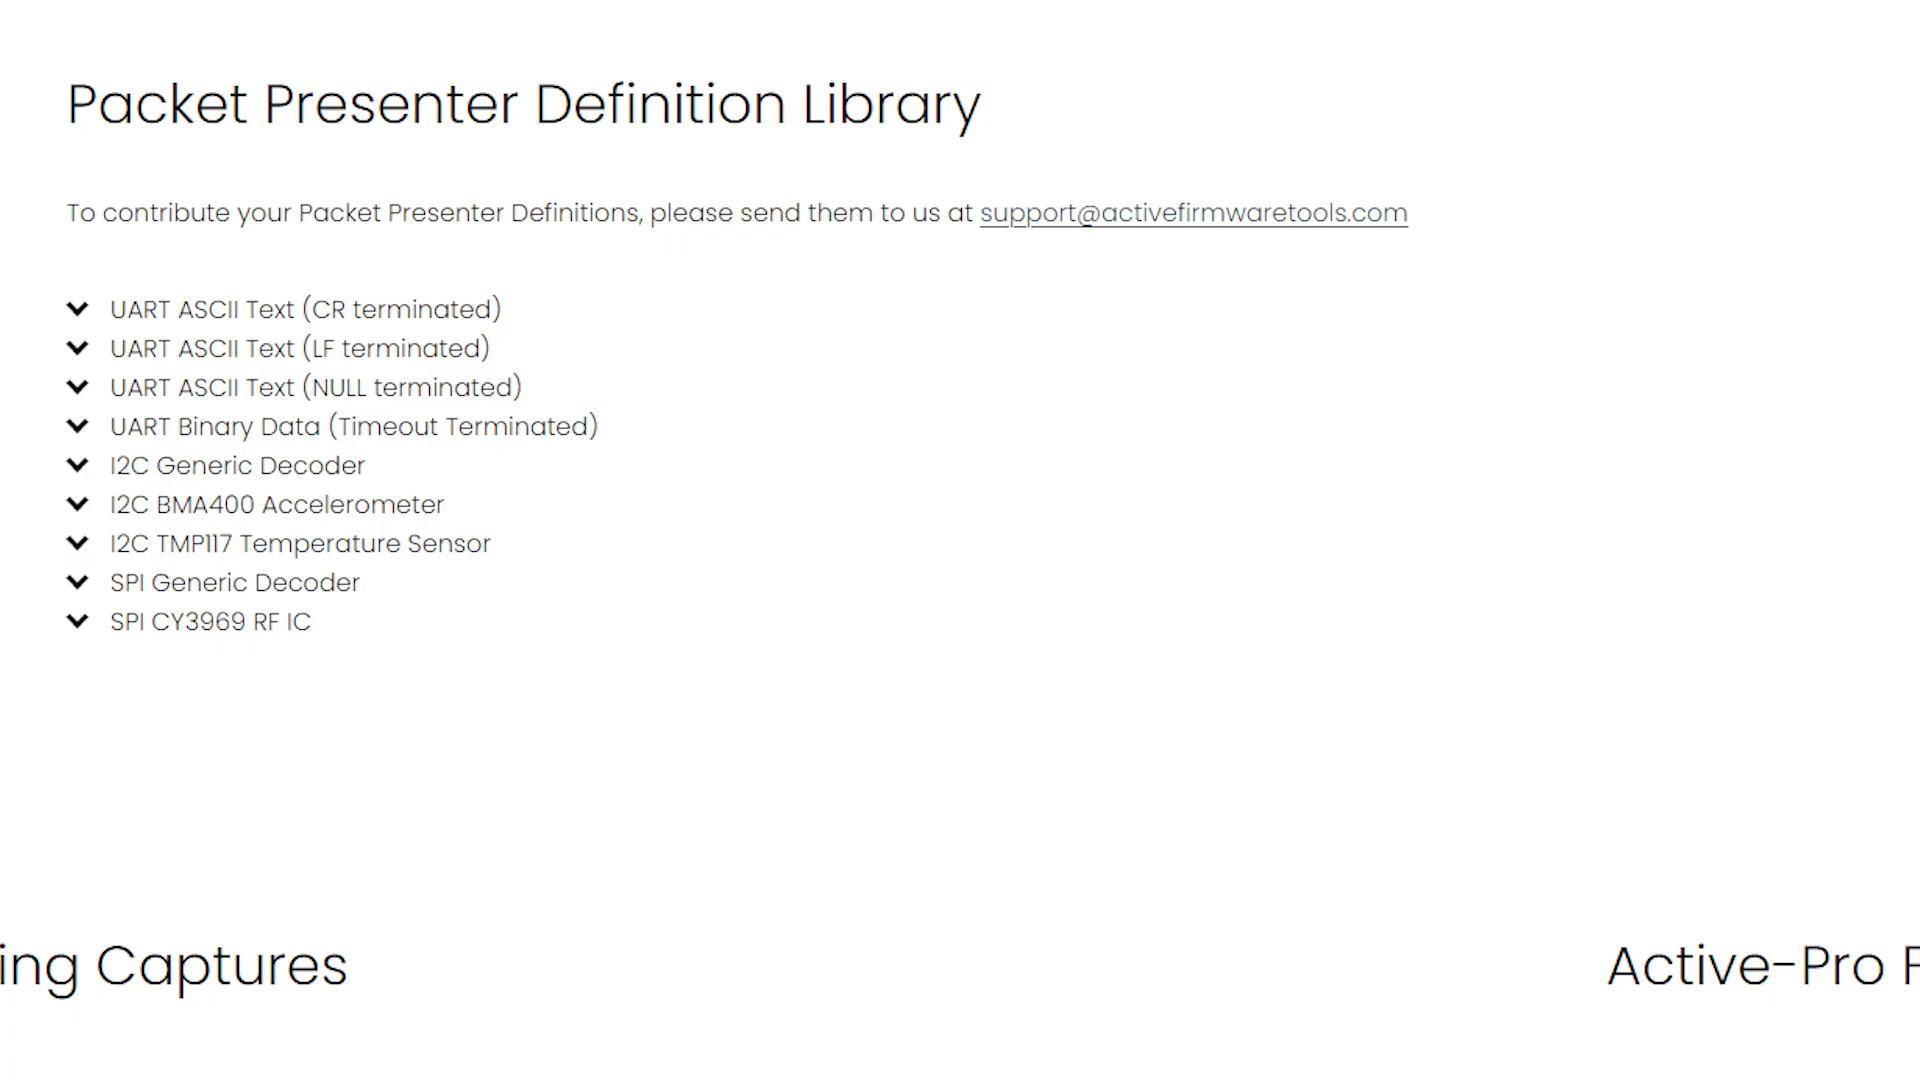 Packet Presenter Definition Library
To contribute your Packet Presenter Definitions, please send them to us at support@activefirmwaretools.com
UART ASCII Text (CR terminated)
UART ASCII Text (LF terminated)
UART ASCII Text (NULL terminated)
UART Binary Data (Timeout Terminated)
I2C Generic Decoder
I2C BMA400 Accelerometer
I2C TMP117 Temperature Sensor
SPI Generic Decoder
SPI CY3969 RF IC
ing Captures
Active-Pro